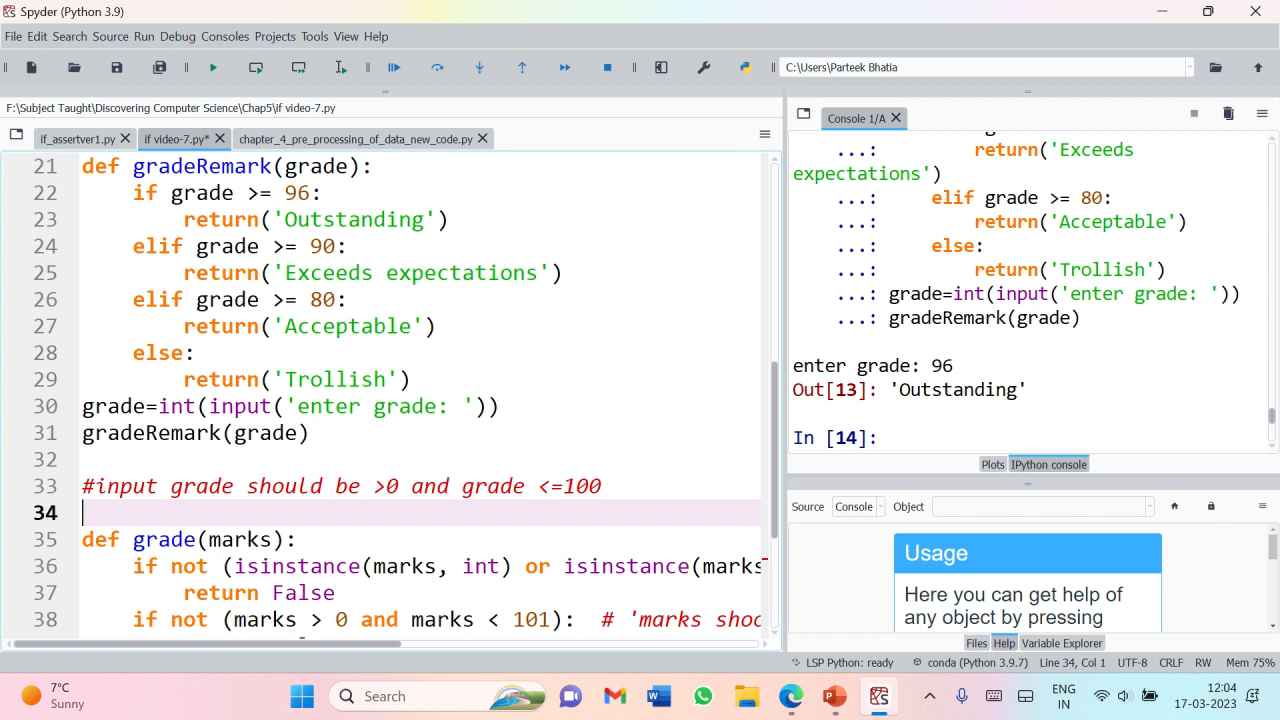 Spyder (Python 3.9)
File Edit Search Source Run Debug Consoles Projects Tools View Help
C:\Users\Parteek Bhatia
F:\Subject Taught\Discovering Computer Science\Chap5\if video-7.py
if_assertver1.py
if video-7.py*
chapter_4_pre_processing_of_data_new_code.py
21 def gradeRemark(grade):
22 if grade >= 96:
23 return('Outstanding')
24 elif grade >= 90:
25 return('Exceeds expectations')
26 elif grade >= 80:
27 return('Acceptable')
28 else:
29 return('Trollish')
30 grade=int(input('enter grade: '))
31 gradeRemark(grade)
32
33 #input grade should be >0 and grade <=100
34
35 def grade(marks):
36 if not (isinstance(marks, int) or isinstance(marks
37 return False
38 if not (marks > 0 and marks < 101): # 'marks shou
Console 1/A
...: return('Exceeds
expectations')
...: elif grade >= 80:
...: return('Acceptable')
...: else:
...: return('Trollish')
...: grade=int(input('enter grade: '))
...: gradeRemark(grade)
enter grade: 96
Out[13]: 'Outstanding'
In [14]:
Plots IPython console
Source Console Object
Usage
Here you can get help of
any object by pressing
Files Help Variable Explorer
LSP Python: ready conda (Python 3.9.7) Line 34, Col 1 UTF-8 CRLF RW Mem 75%
7°C
Sunny
Search
ENG
IN
12:04
17-03-2023